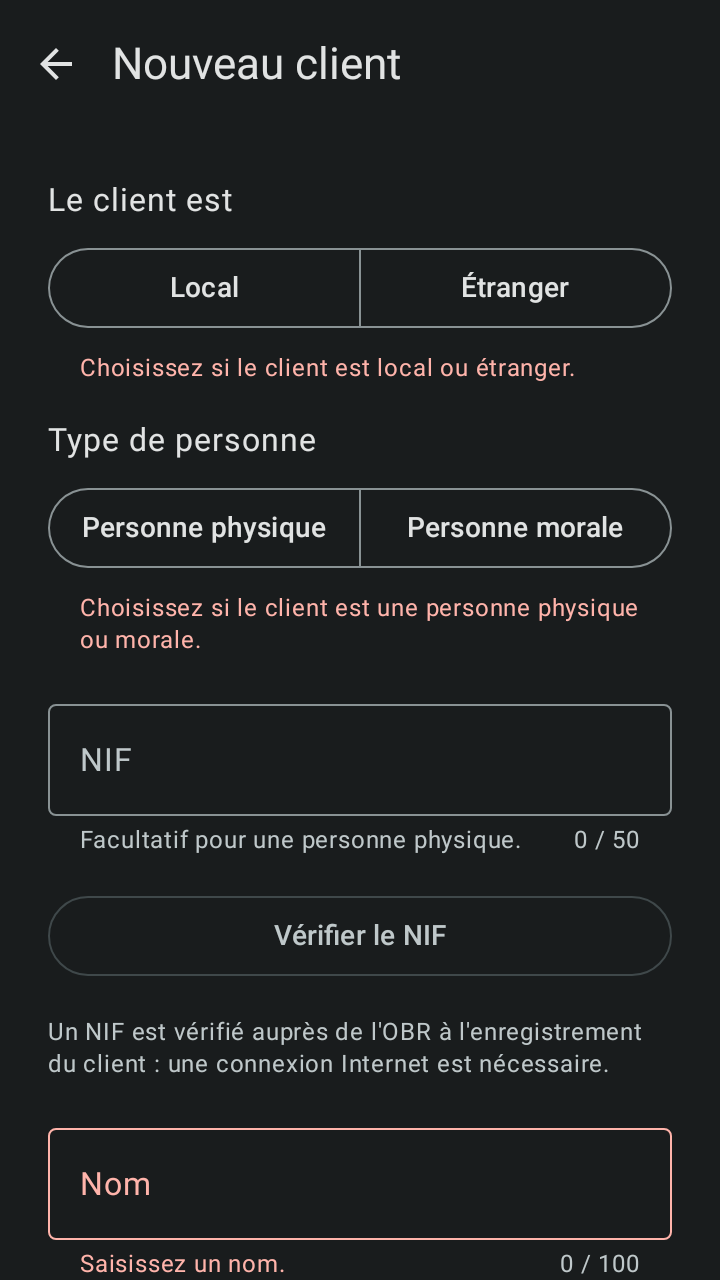 Nouveau client
Le client est
Local
Étranger
Choisissez si le client est local ou étranger.
Type de personne
Personne physique
Personne morale
Choisissez si le client est une personne physique
ou morale.
NIF
Facultatif pour une personne physique.
0 / 50
Vérifier le NIF
Un NIF est vérifié auprès de l'OBR à l'enregistrement
du client : une connexion Internet est nécessaire.
Nom
Saisissez un nom.
0 / 100